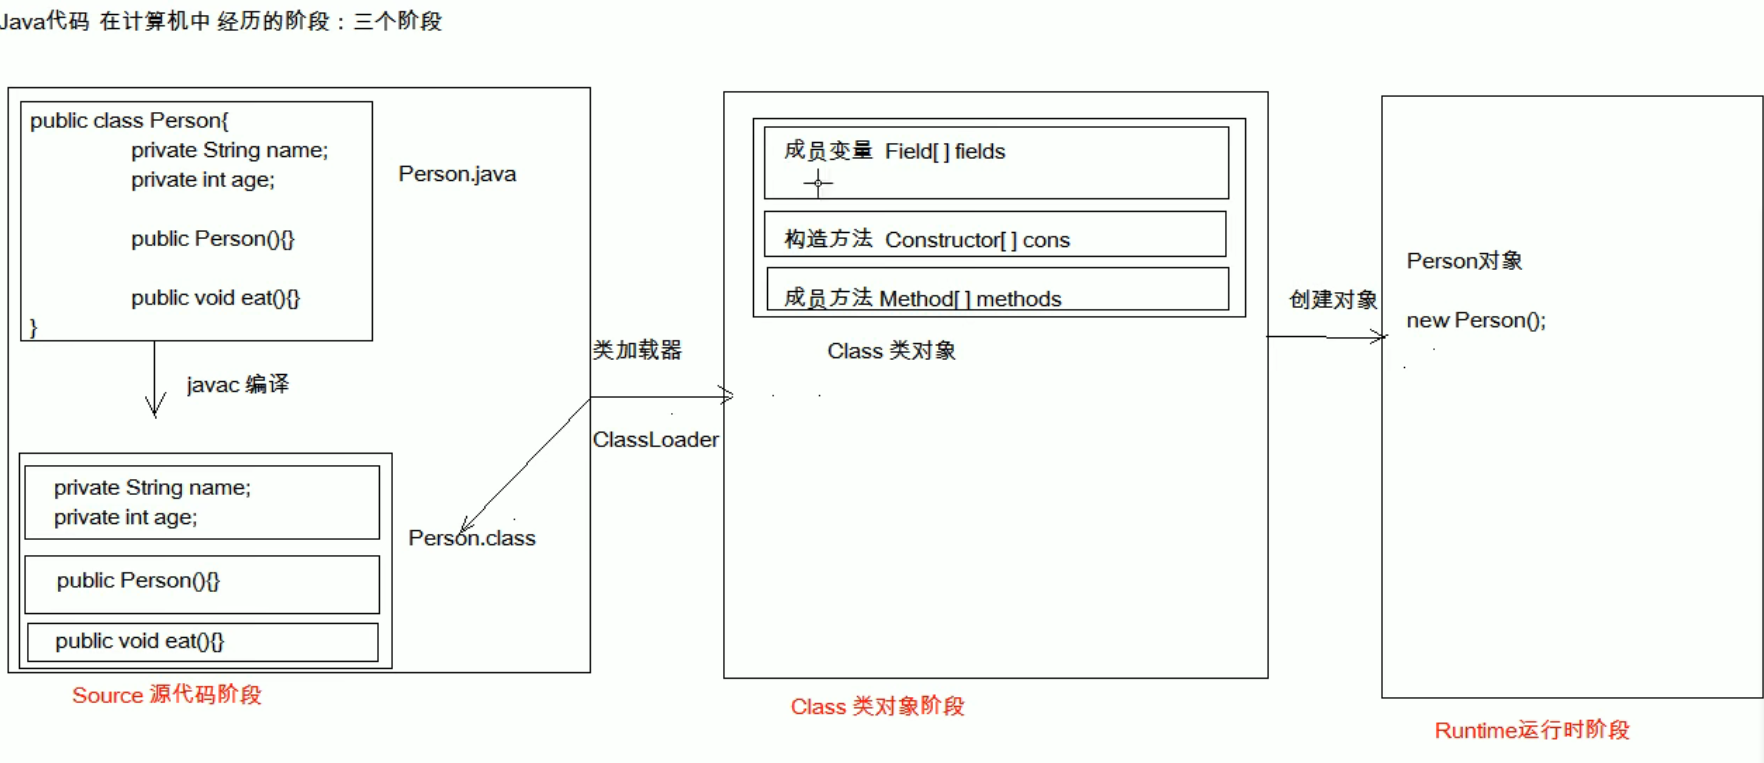 Java代码 在计算机中 经历的阶段：三个阶段
public class Person{
private String name;
private int age;
public Person(){}
public void eat(){}
}
Person.java
javac 编译
private String name;
private int age;
public Person(){}
public void eat(){}
Person.class
Source 源代码阶段
类加载器
ClassLoader
成员变量 Field[ ] fields
构造方法 Constructor[ ] cons
成员方法 Method[ ] methods
Class 类对象
Class 类对象阶段
创建对象
Person对象
new Person();
Runtime运行时阶段